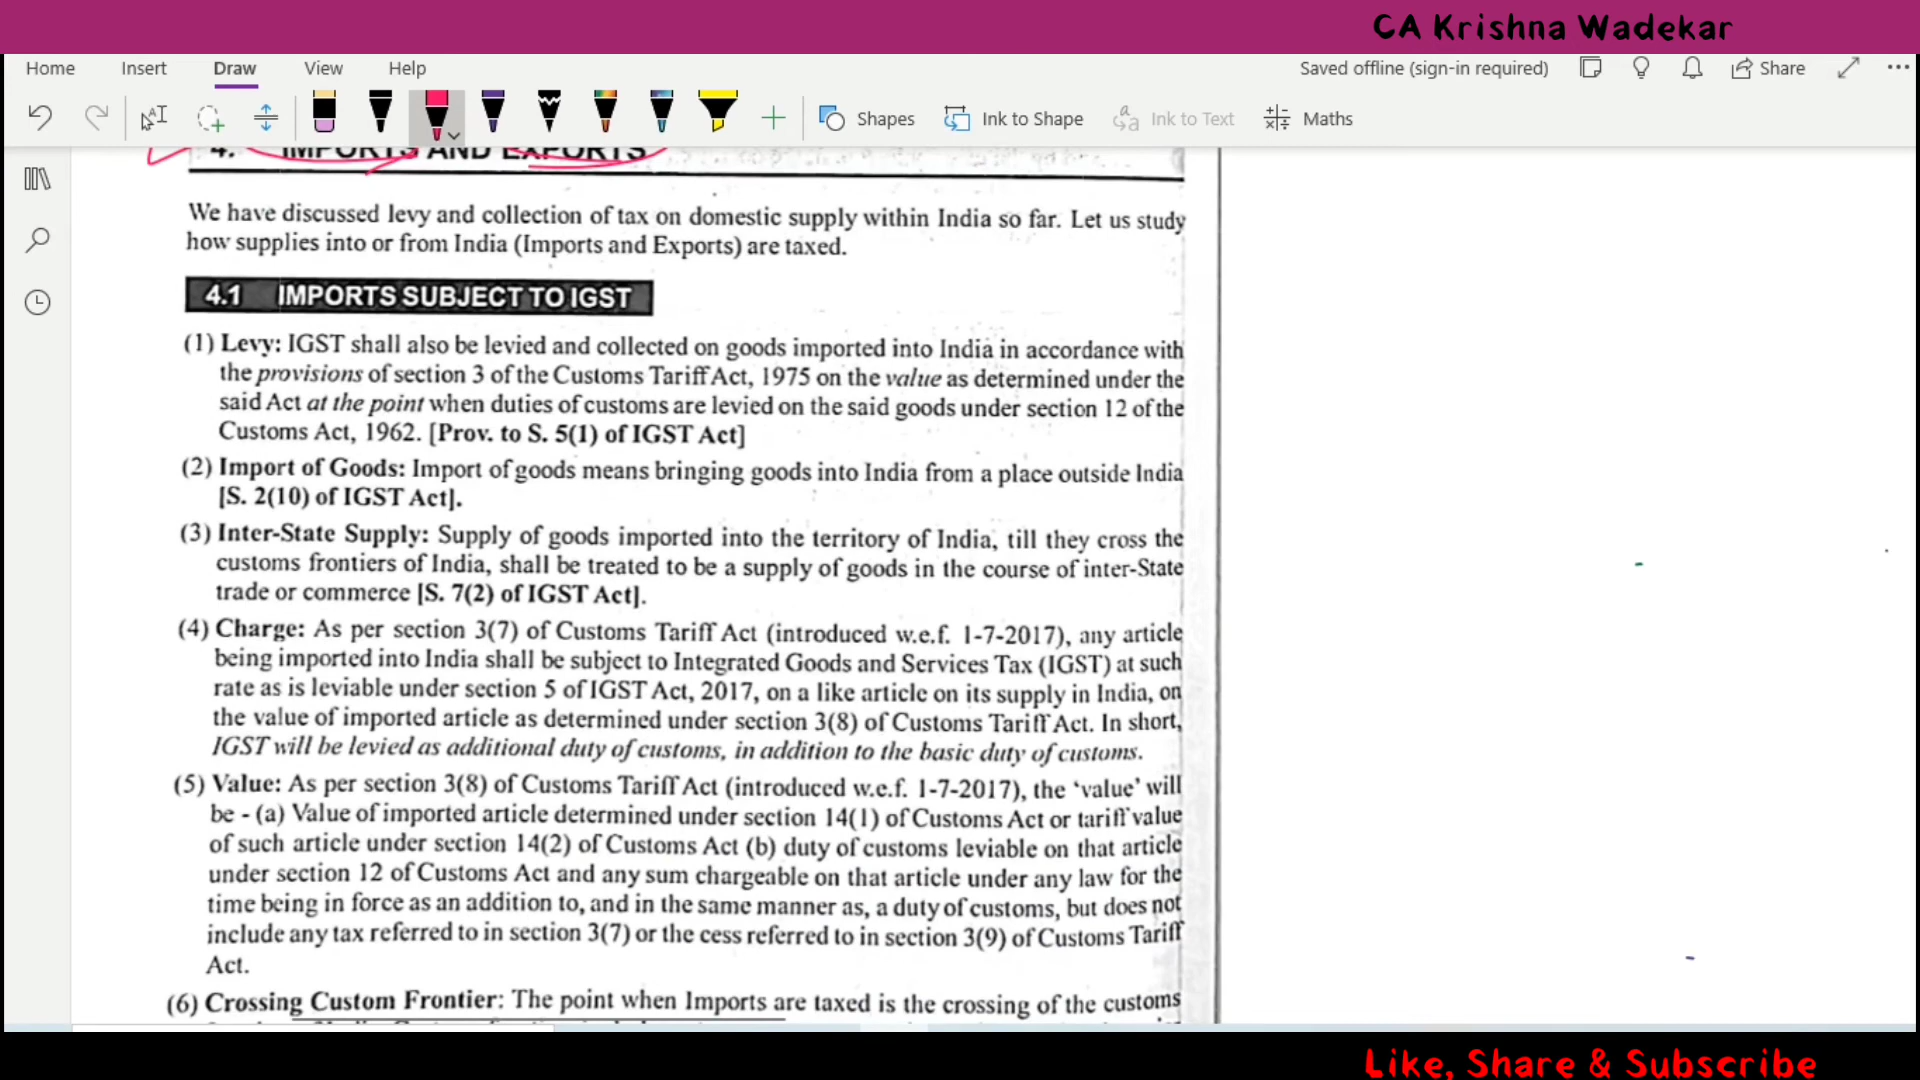 CA Krishna Wadekar
Home Insert Draw View Help Saved offline (sign-in required) Share
Shapes Ink to Shape Ink to Text Maths
4. IMPORTS AND EXPORTS
We have discussed levy and collection of tax on domestic supply within India so far. Let us study
how supplies into or from India (Imports and Exports) are taxed.
4.1 IMPORTS SUBJECT TO IGST
(1) Levy: IGST shall also be levied and collected on goods imported into India in accordance with
the provisions of section 3 of the Customs Tariff Act, 1975 on the value as determined under the
said Act at the point when duties of customs are levied on the said goods under section 12 of the
Customs Act, 1962. [Prov. to S. 5(1) of IGST Act]
(2) Import of Goods: Import of goods means bringing goods into India from a place outside India
[S. 2(10) of IGST Act].
(3) Inter-State Supply: Supply of goods imported into the territory of India, till they cross the
customs frontiers of India, shall be treated to be a supply of goods in the course of inter-State
trade or commerce [S. 7(2) of IGST Act].
(4) Charge: As per section 3(7) of Customs Tariff Act (introduced w.e.f. 1-7-2017), any article
being imported into India shall be subject to Integrated Goods and Services Tax (IGST) at such
rate as is leviable under section 5 of IGST Act, 2017, on a like article on its supply in India, on
the value of imported article as determined under section 3(8) of Customs Tariff Act. In short,
IGST will be levied as additional duty of customs, in addition to the basic duty of customs.
(5) Value: As per section 3(8) of Customs Tariff Act (introduced w.e.f. 1-7-2017), the ‘value’ will
be - (a) Value of imported article determined under section 14(1) of Customs Act or tariff value
of such article under section 14(2) of Customs Act (b) duty of customs leviable on that article
under section 12 of Customs Act and any sum chargeable on that article under any law for the
time being in force as an addition to, and in the same manner as, a duty of customs, but does not
include any tax referred to in section 3(7) or the cess referred to in section 3(9) of Customs Tariff
Act.
(6) Crossing Custom Frontier: The point when Imports are taxed is the crossing of the customs
Like, Share & Subscribe